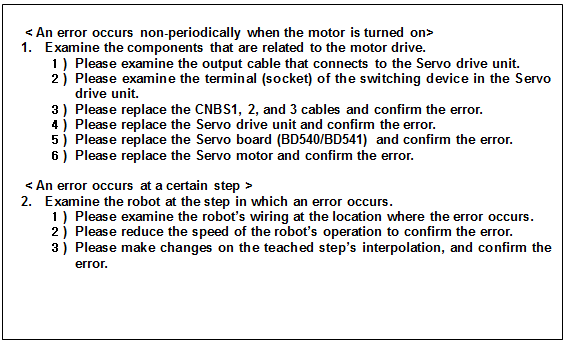 < An error occurs non-periodically when the motor is turned on>
1. Examine the components that are related to the motor drive.
1 ) Please examine the output cable that connects to the Servo drive unit.
2 ) Please examine the terminal (socket) of the switching device in the Servo
drive unit.
3 ) Please replace the CNBS1, 2, and 3 cables and confirm the error.
4 ) Please replace the Servo drive unit and confirm the error.
5 ) Please replace the Servo board (BD540/BD541) and confirm the error.
6 ) Please replace the Servo motor and confirm the error.
< An error occurs at a certain step >
2. Examine the robot at the step in which an error occurs.
1 ) Please examine the robot’s wiring at the location where the error occurs.
2 ) Please reduce the speed of the robot’s operation to confirm the error.
3 ) Please make changes on the teached step’s interpolation, and confirm the
error.